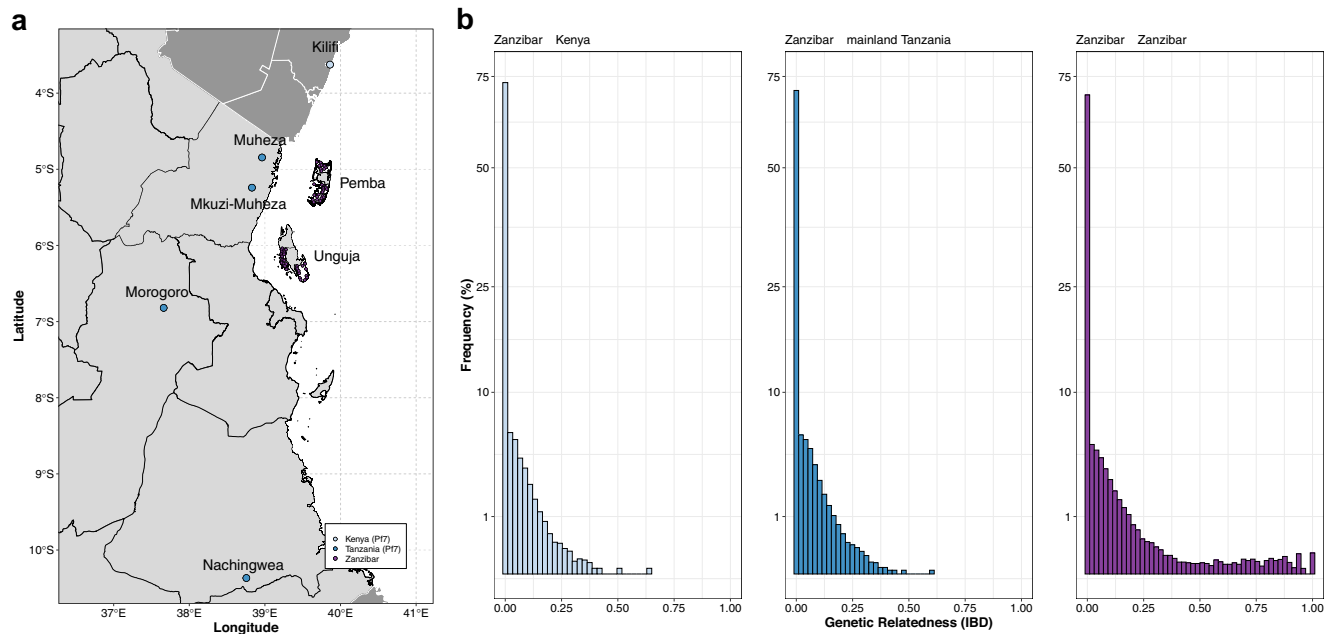 a
Kilifi
4°S
Muheza
5°S
Pemba
Mkuzi-Muheza
6°S
Unguja
Morogoro
7°S
8°S
9°S
10°S
Nachingwea
Kenya (Pf7)
Tanzania (Pf7)
Zanzibar
37°E 38°E 39°E 40°E 41°E
Longitude
Latitude
b
Zanzibar Kenya
Zanzibar mainland Tanzania
Zanzibar Zanzibar
Frequency (%)
75
50
25
10
1
0.00 0.25 0.50 0.75 1.00
75
50
25
10
1
0.00 0.25 0.50 0.75 1.00
75
50
25
10
1
0.00 0.25 0.50 0.75 1.00
Genetic Relatedness (IBD)